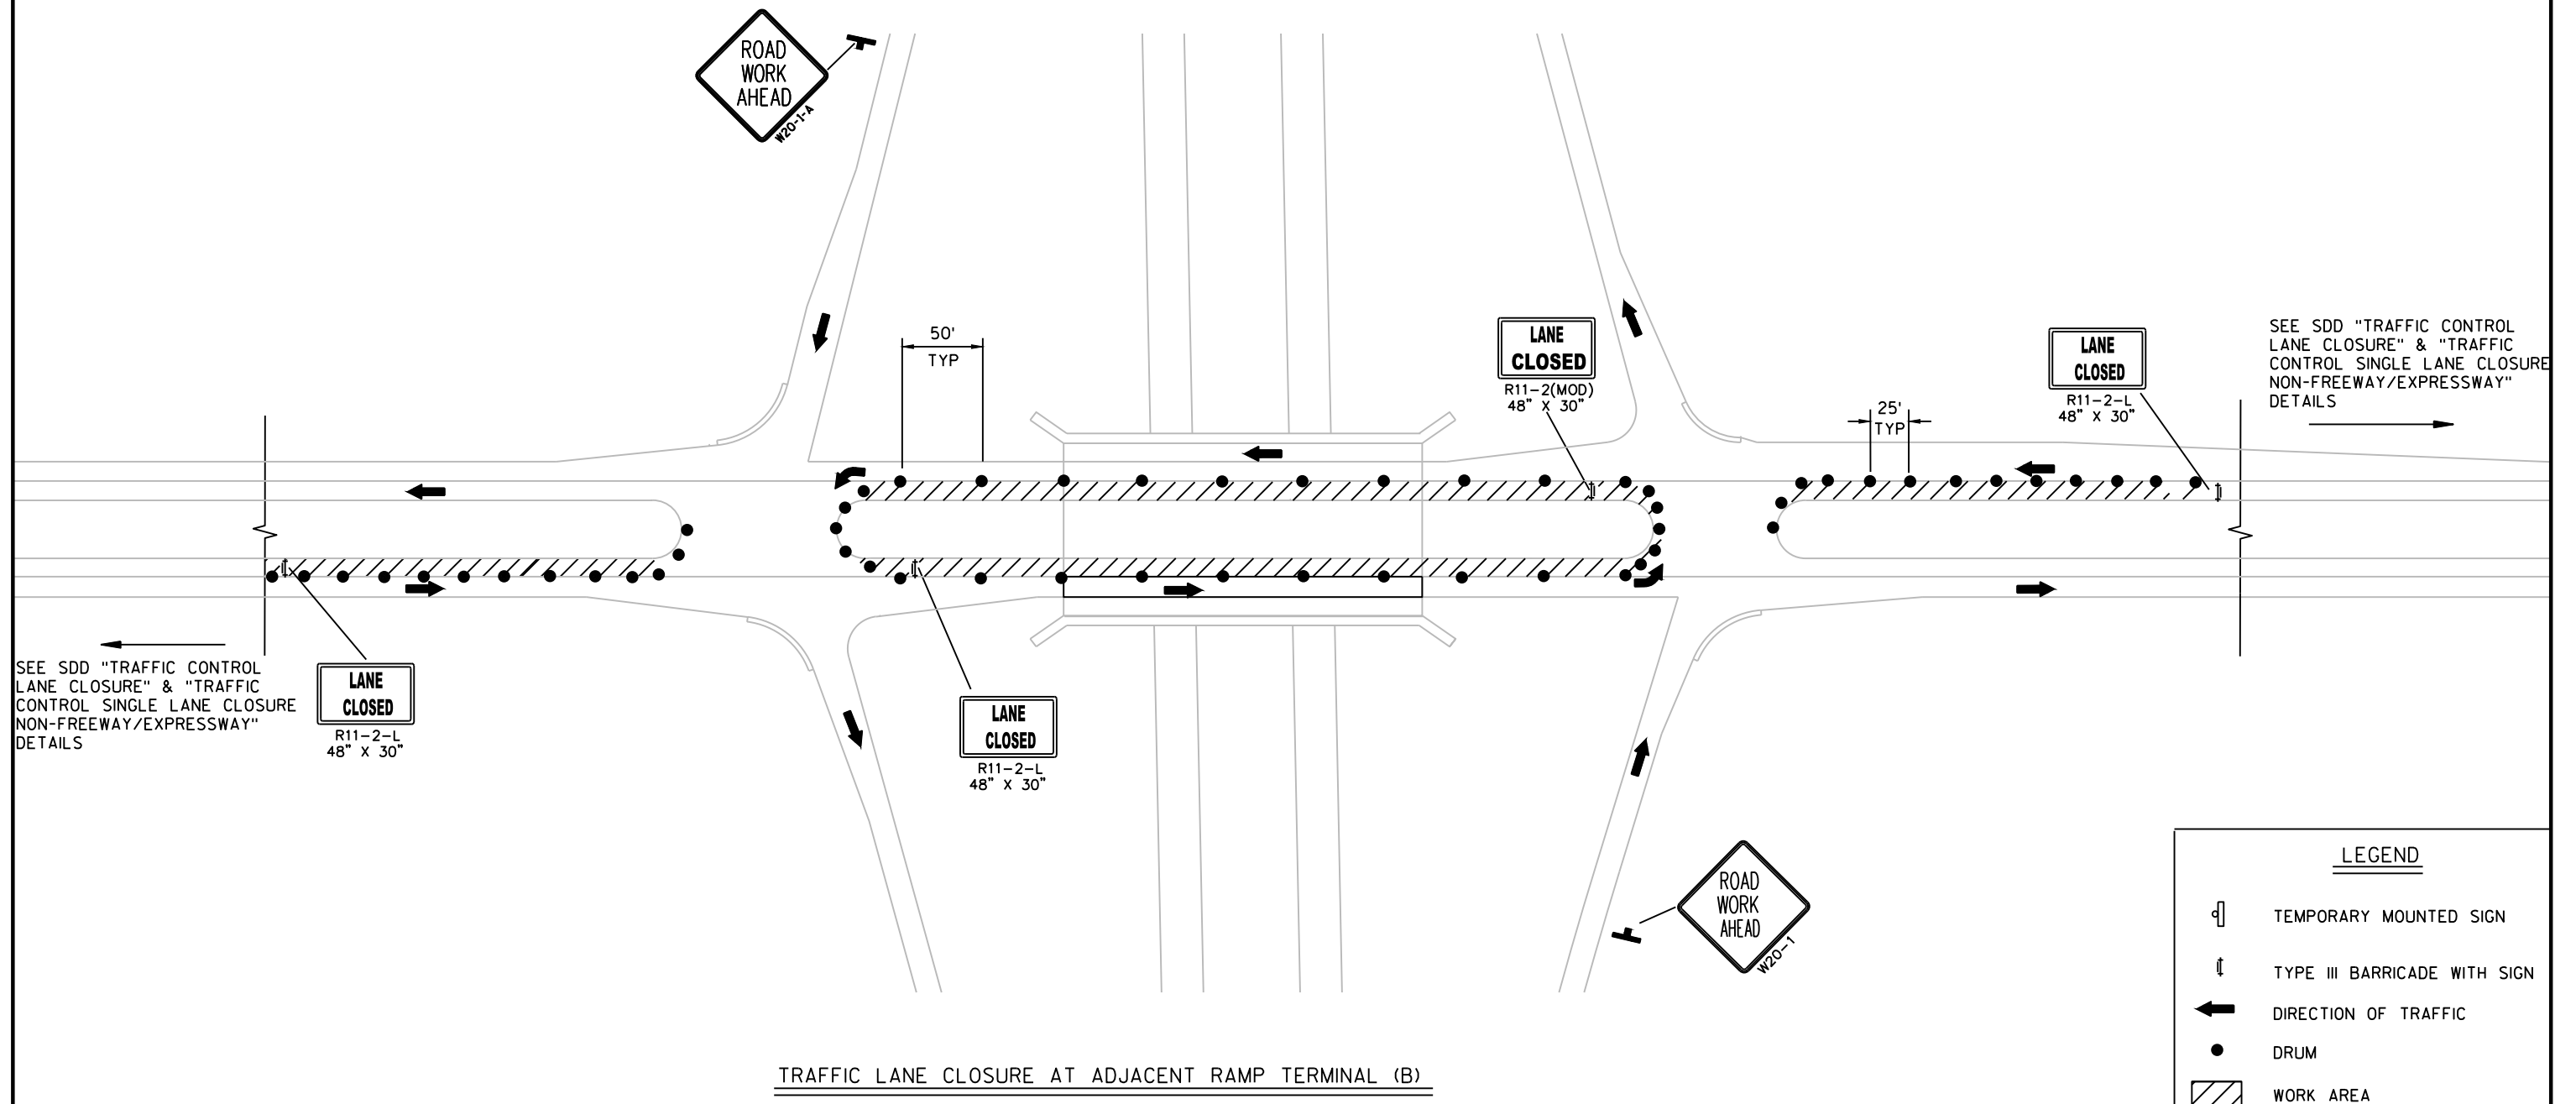 ROAD
WORK
AHEAD
W20-1-A
50'
TYP
LANE
CLOSED
R11-2(MOD)
48" X 30"
LANE
CLOSED
R11-2-L
48" X 30"
25'
TYP
SEE SDD "TRAFFIC CONTROL
LANE CLOSURE" & "TRAFFIC
CONTROL SINGLE LANE CLOSURE
NON-FREEWAY/EXPRESSWAY"
DETAILS
SEE SDD "TRAFFIC CONTROL
LANE CLOSURE" & "TRAFFIC
CONTROL SINGLE LANE CLOSURE
NON-FREEWAY/EXPRESSWAY"
DETAILS
LANE
CLOSED
R11-2-L
48" X 30"
LANE
CLOSED
R11-2-L
48" X 30"
ROAD
WORK
AHEAD
W20-1
LEGEND
TEMPORARY MOUNTED SIGN
TYPE III BARRICADE WITH SIGN
DIRECTION OF TRAFFIC
DRUM
WORK AREA
TRAFFIC LANE CLOSURE AT ADJACENT RAMP TERMINAL (B)